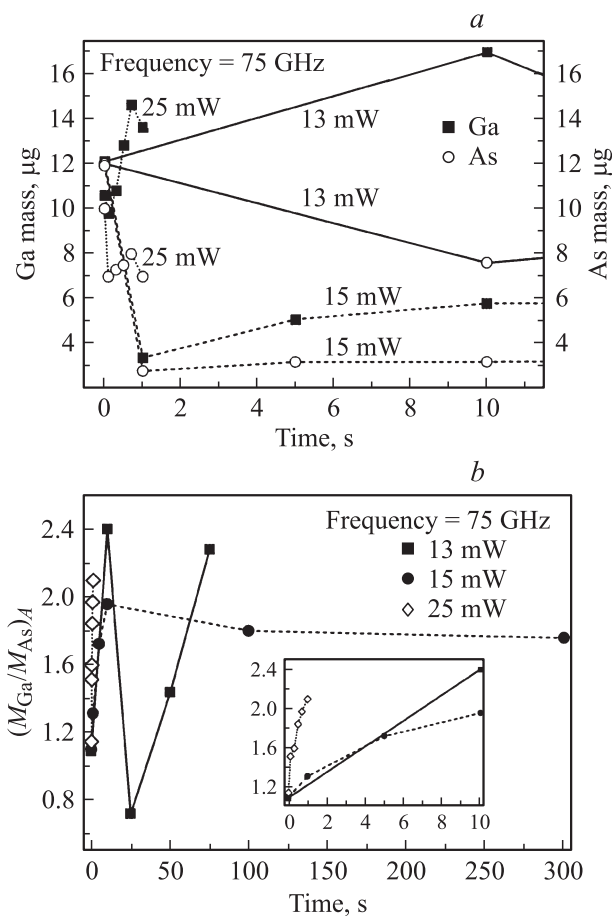 a
Frequency = 75 GHz
25 mW
13 mW
Ga
As
13 mW
25 mW
15 mW
15 mW
Ga mass, µg
As mass, µg
16
14
12
10
8
6
4
16
14
12
10
8
6
4
0 2 4 6 8 10
Time, s
b
Frequency = 75 GHz
13 mW
15 mW
25 mW
(M_Ga/M_As)_A
2.4
2.0
1.6
1.2
0.8
2.4
2.0
1.6
1.2
0 2 4 6 8 10
0 50 100 150 200 250 300
Time, s